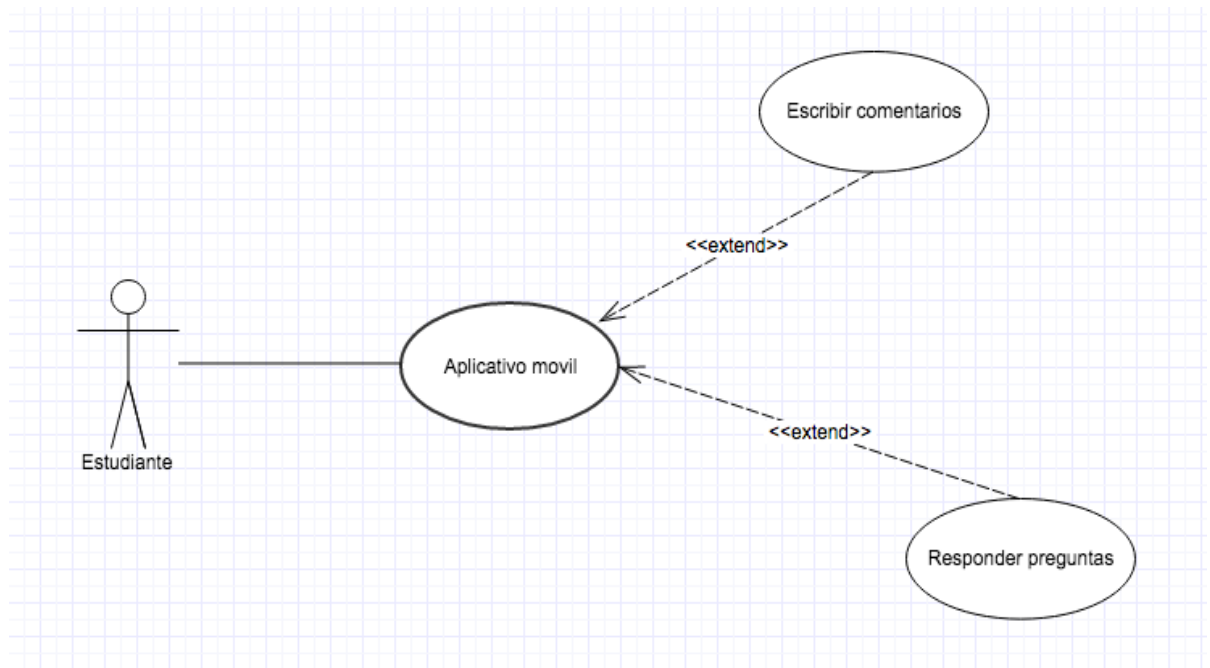 Escribir comentarios
<<extend>>
Aplicativo movil
<<extend>>
Estudiante
Responder preguntas